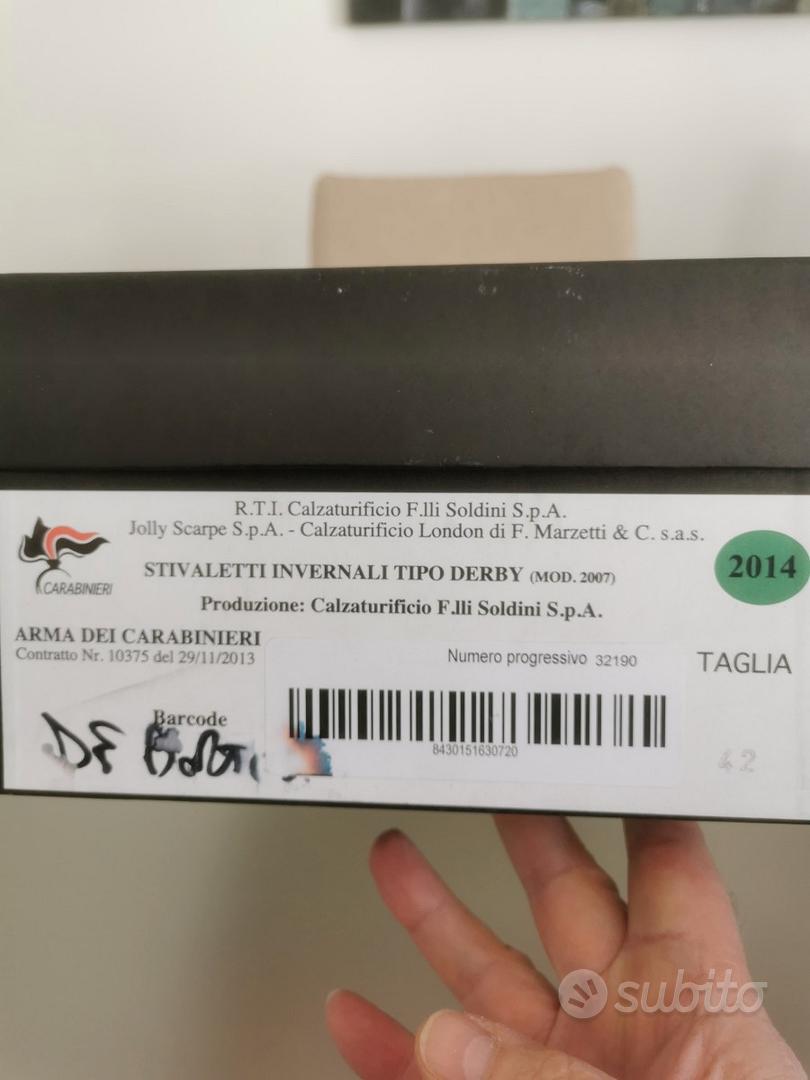 R.T.I. Calzaturificio F.lli Soldini S.p.A.
Jolly Scarpe S.p.A. - Calzaturificio London di F. Marzetti & C. s.a.s.
CARABINIERI
STIVALETTI INVERNALI TIPO DERBY (MOD. 2007)
2014
Produzione: Calzaturificio F.lli Soldini S.p.A.
ARMA DEI CARABINIERI
Contratto Nr. 10375 del 29/11/2013
Numero progressivo 32190
TAGLIA
Barcode
DE
8430151630720
42
subito